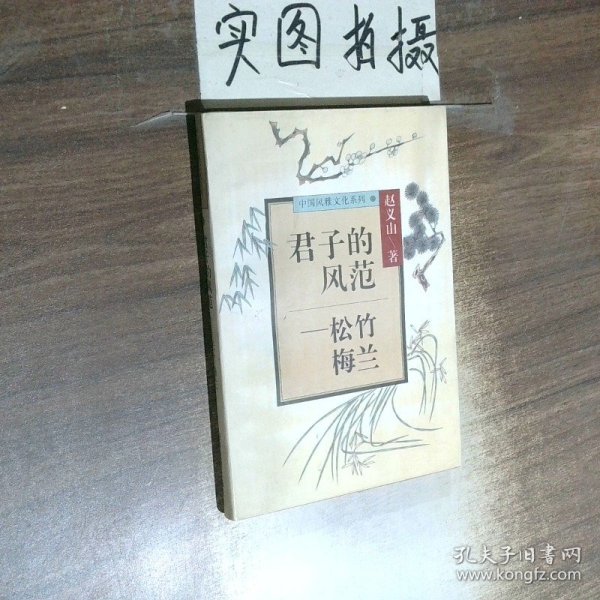 实图拍摄
中国风雅文化系列
赵义山 著
君子的
风范
—松竹
梅兰
孔夫子旧书网
www.kongfz.com